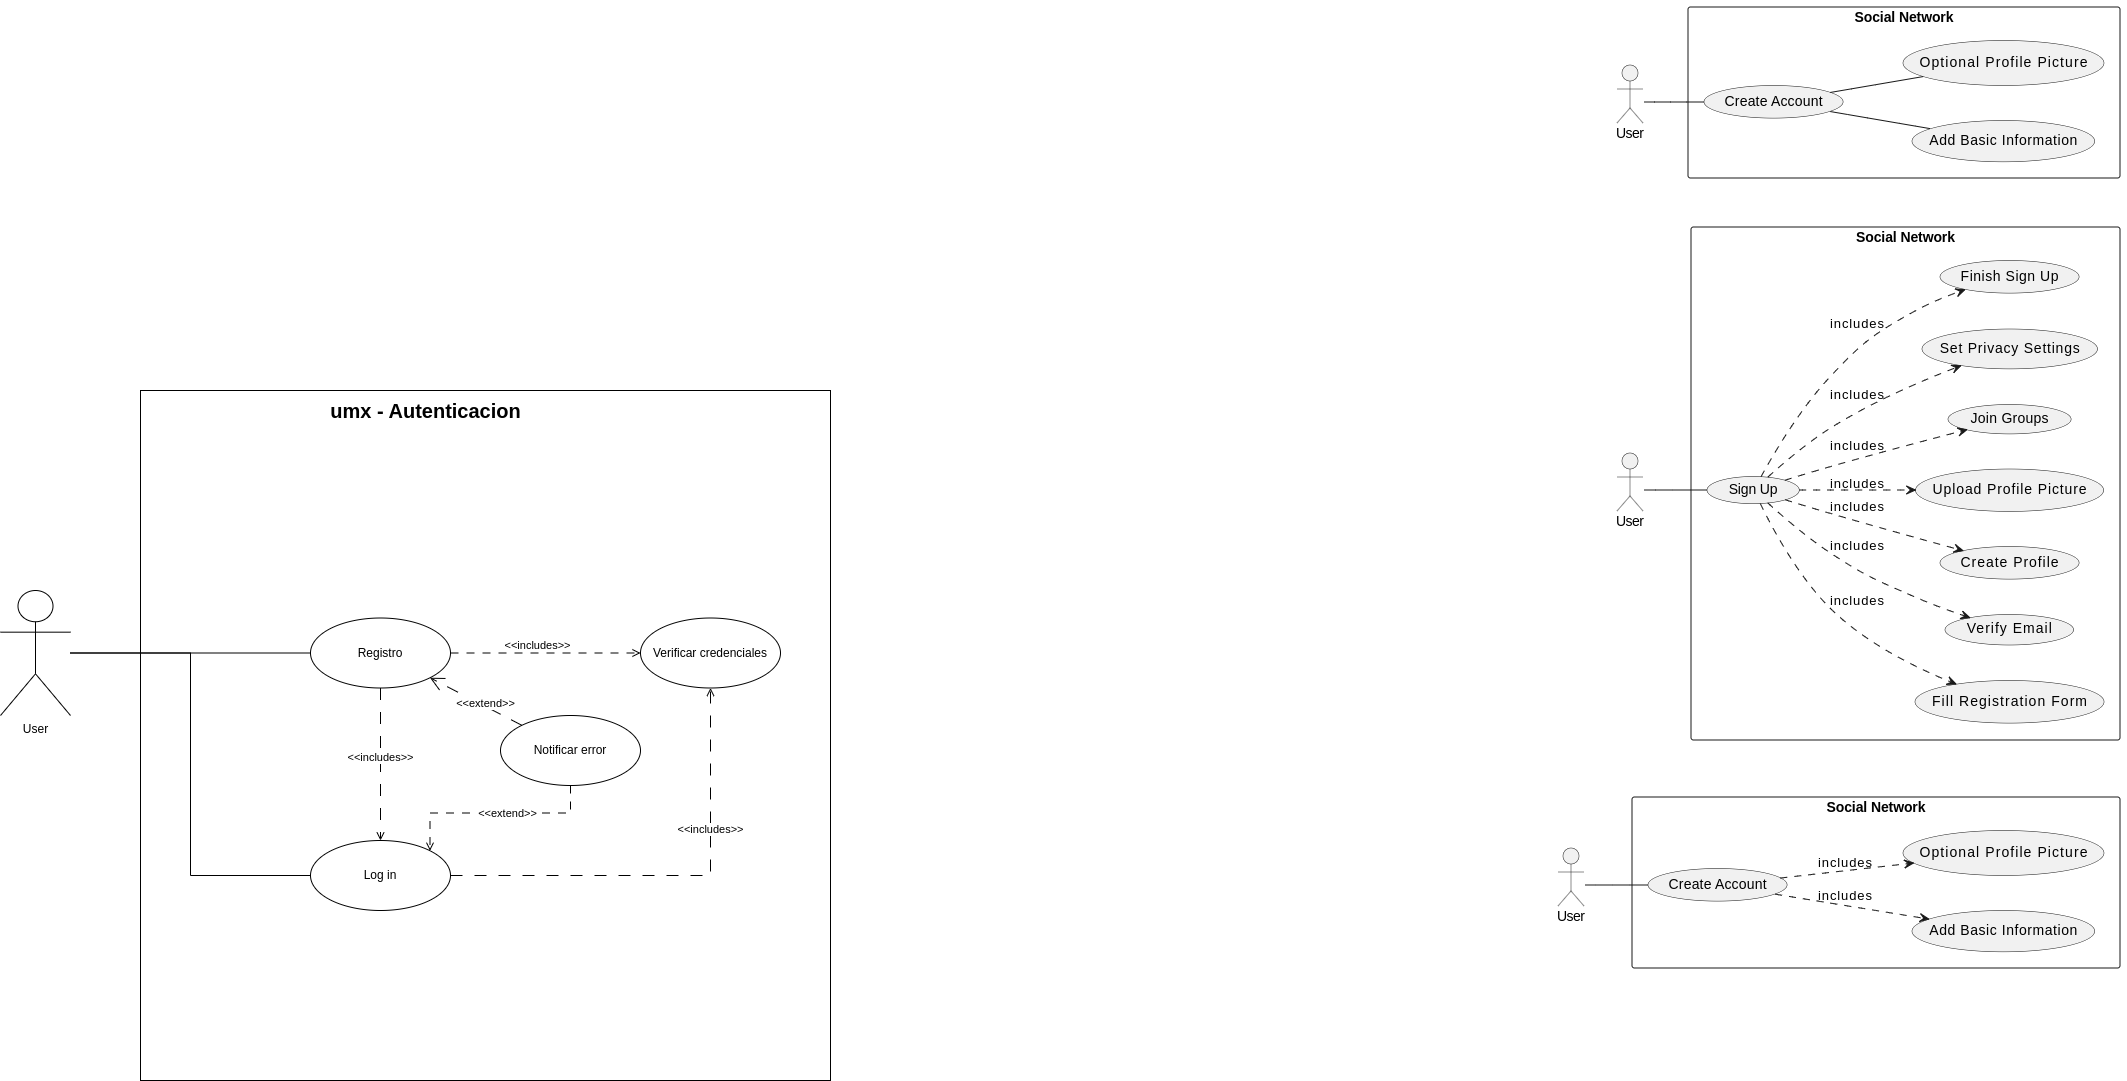 umx - Autenticacion
User
Registro
<<includes>>
Verificar credenciales
<<extend>>
Notificar error
<<includes>>
<<extend>>
<<includes>>
Log in
Social Network
User
Create Account
Optional Profile Picture
Add Basic Information
Social Network
User
Sign Up
includes
Finish Sign Up
includes
Set Privacy Settings
includes
Join Groups
includes
Upload Profile Picture
includes
Create Profile
includes
Verify Email
includes
Fill Registration Form
Social Network
User
Create Account
includes
Optional Profile Picture
includes
Add Basic Information